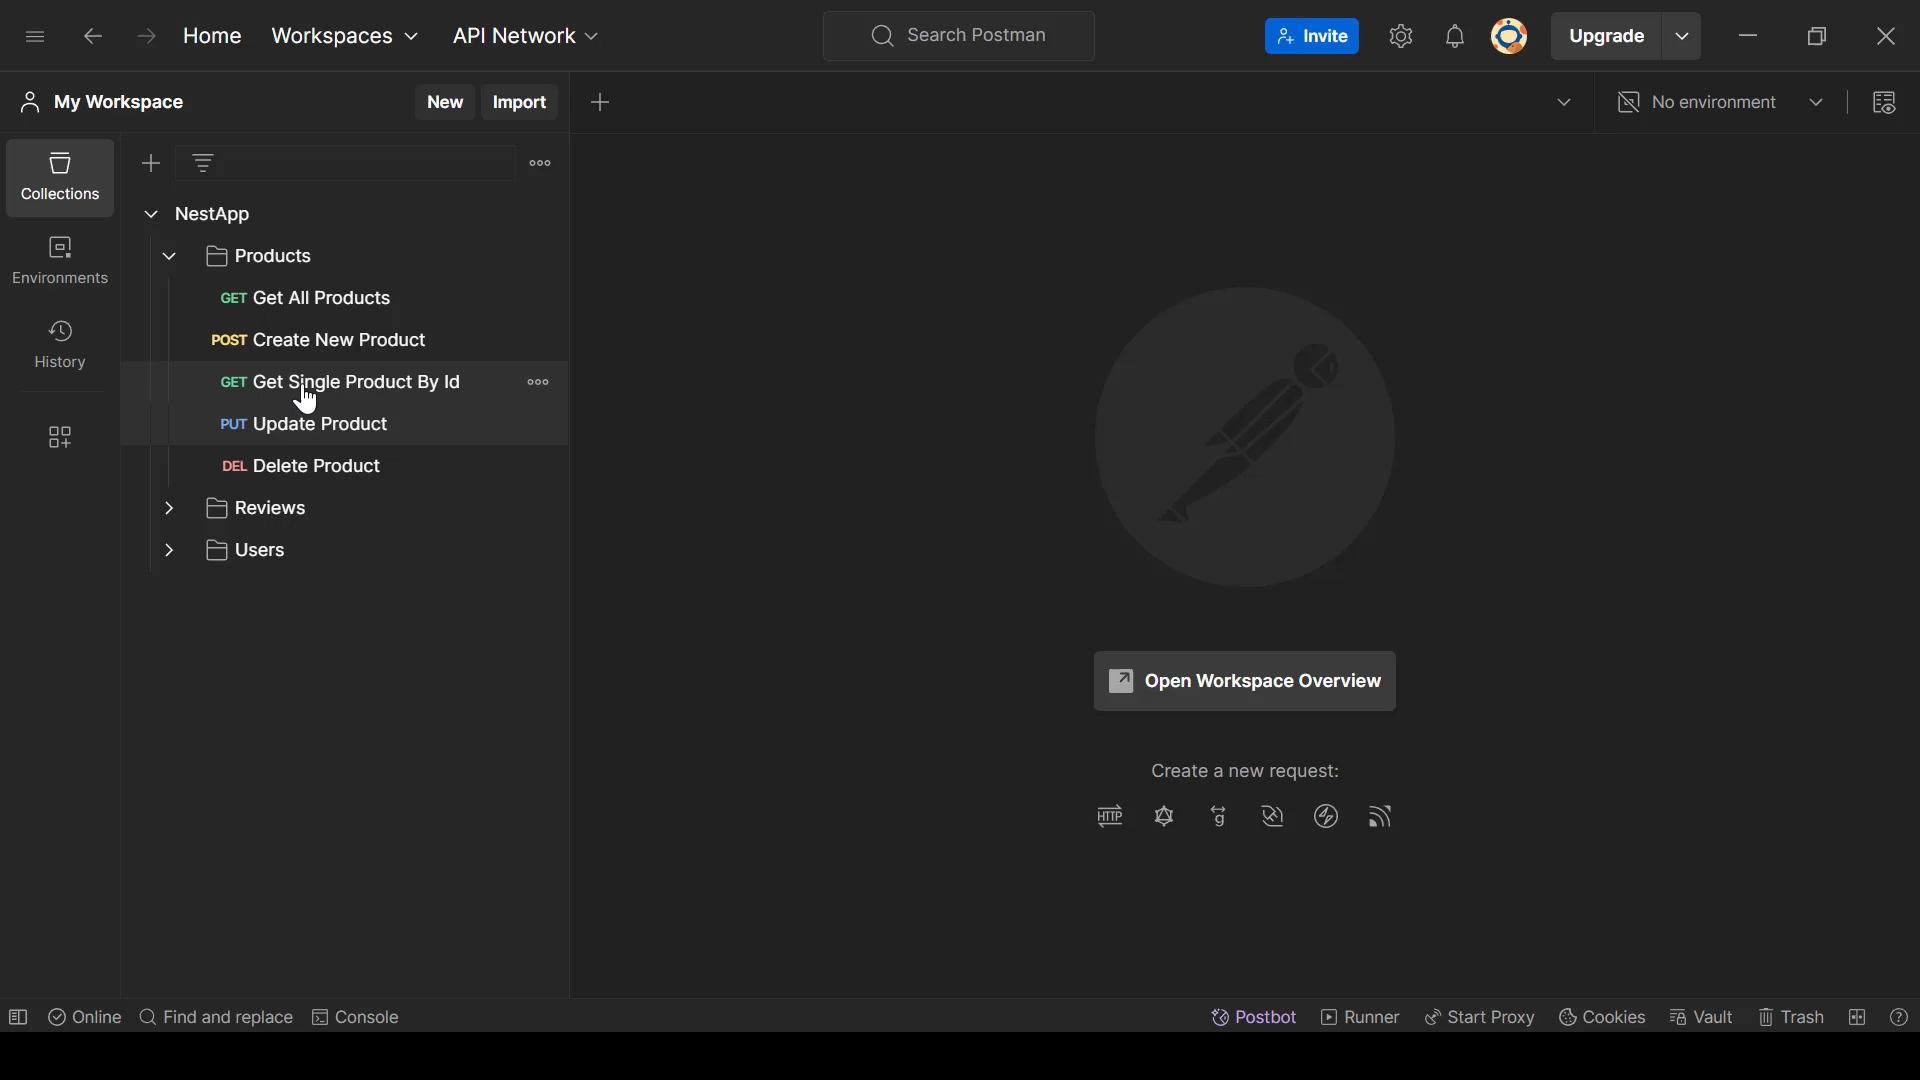 Home Workspaces API Network Search Postman Invite Upgrade
My Workspace New Import No environment
Collections
Environments
History
NestApp
Products
GET Get All Products
POST Create New Product
GET Get Single Product By Id
PUT Update Product
DEL Delete Product
Reviews
Users
Open Workspace Overview
Create a new request:
HTTP g
Online Find and replace Console Postbot Runner Start Proxy Cookies Vault Trash